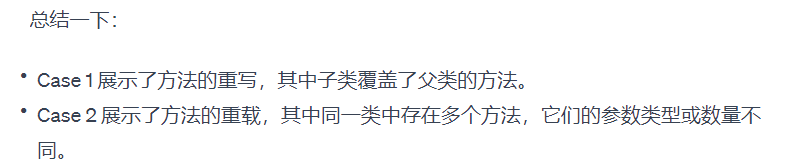 总结一下：
• Case 1展示了方法的重写，其中子类覆盖了父类的方法。
• Case 2展示了方法的重载，其中同一类中存在多个方法，它们的参数类型或数量不
同。